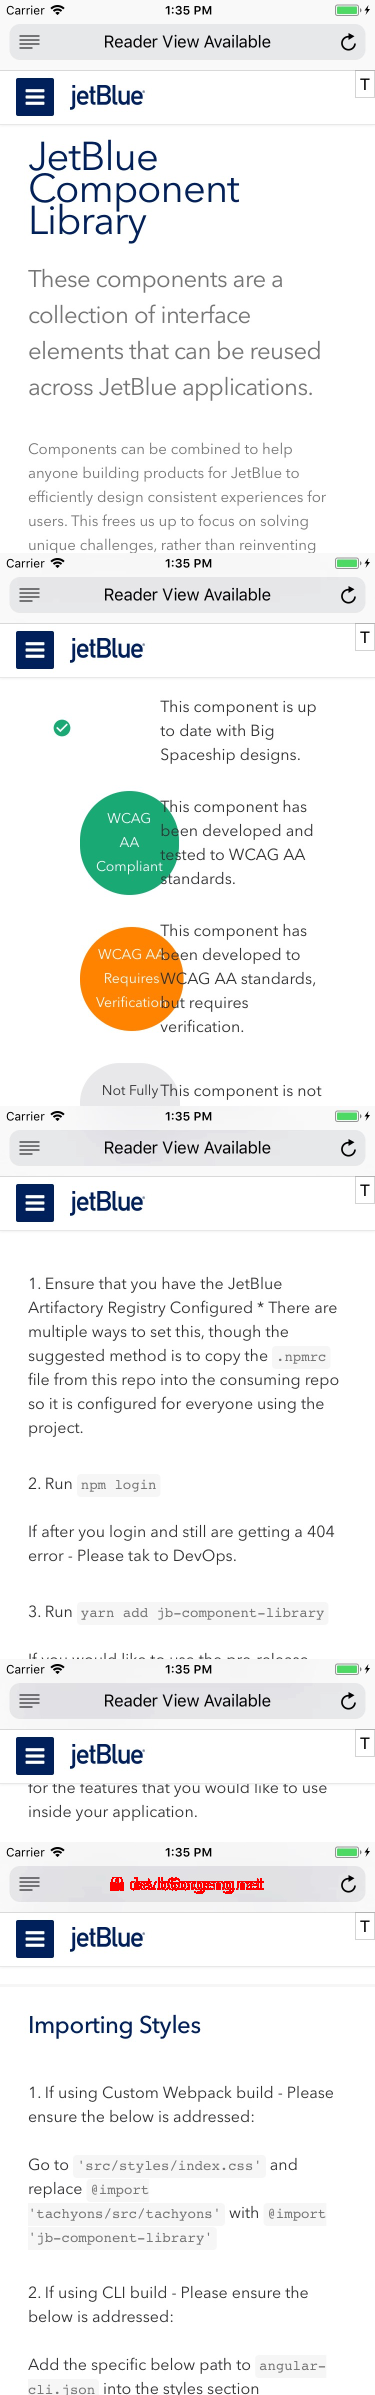 Carrier 1:35 PM
Reader View Available
jetBlue T
JetBlue
Component
Library
These components are a
collection of interface
elements that can be reused
across JetBlue applications.
Components can be combined to help
anyone building products for JetBlue to
efficiently design consistent experiences for
users. This frees us up to focus on solving
unique challenges, rather than reinventing
Carrier 1:35 PM
Reader View Available
jetBlue T
This component is up
to date with Big
Spaceship designs.
WCAG
AA
Compliant
This component has
been developed and
tested to WCAG AA
standards.
WCAG AA
Requires
Verification
This component has
been developed to
WCAG AA standards,
but requires
verification.
Not Fully
This component is not
Carrier 1:35 PM
Reader View Available
jetBlue T
1. Ensure that you have the JetBlue
Artifactory Registry Configured * There are
multiple ways to set this, though the
suggested method is to copy the .npmrc
file from this repo into the consuming repo
so it is configured for everyone using the
project.
2. Run npm login
If after you login and still are getting a 404
error - Please tak to DevOps.
3. Run yarn add jb-component-library
If you would like to use the pre-release
Carrier 1:35 PM
Reader View Available
jetBlue T
for the features that you would like to use
inside your application.
Carrier 1:35 PM
jetBlue T
Importing Styles
1. If using Custom Webpack build - Please
ensure the below is addressed:
Go to 'src/styles/index.css' and
replace @import
'tachyons/src/tachyons' with @import
'jb-component-library'
2. If using CLI build - Please ensure the
below is addressed:
Add the specific below path to angular-
cli.json into the styles section